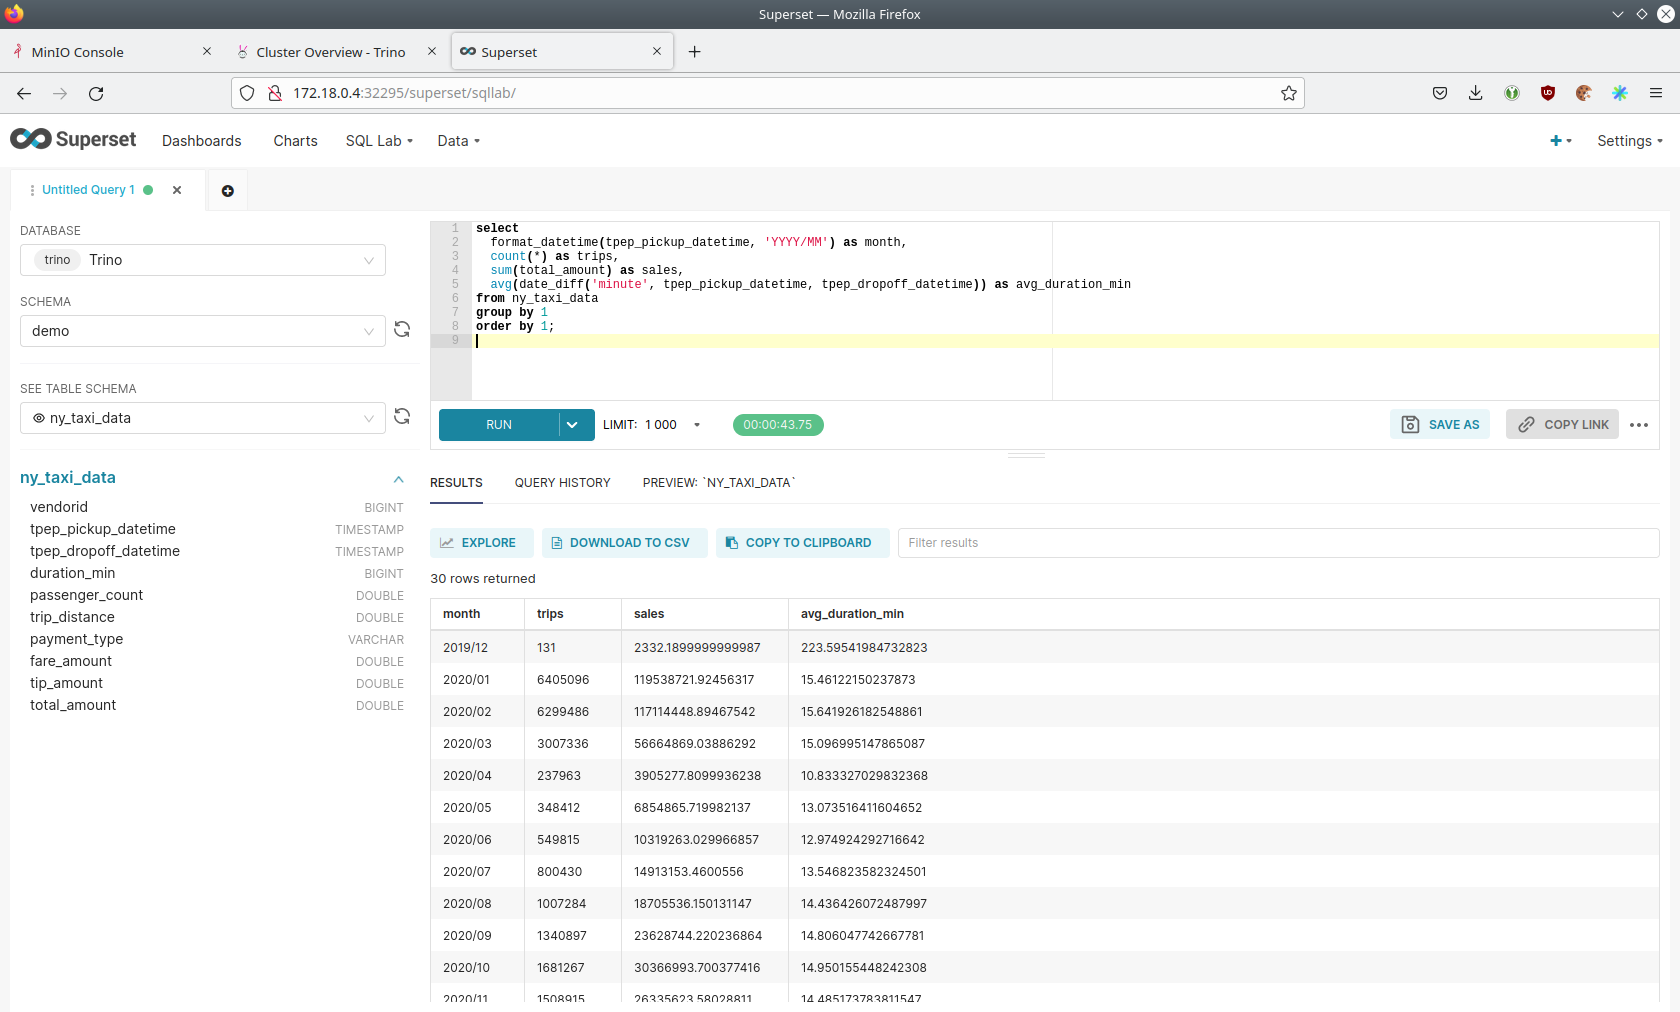 Superset — Mozilla Firefox
MinIO Console
Cluster Overview - Trino
Superset
172.18.0.4:32295/superset/sqllab/
Superset Dashboards Charts SQL Lab Data Settings
Untitled Query 1
DATABASE
trino Trino
SCHEMA
demo
SEE TABLE SCHEMA
ny_taxi_data
ny_taxi_data
vendorid BIGINT
tpep_pickup_datetime TIMESTAMP
tpep_dropoff_datetime TIMESTAMP
duration_min BIGINT
passenger_count DOUBLE
trip_distance DOUBLE
payment_type VARCHAR
fare_amount DOUBLE
tip_amount DOUBLE
total_amount DOUBLE
1 select
2 format_datetime(tpep_pickup_datetime, 'YYYY/MM') as month,
3 count(*) as trips,
4 sum(total_amount) as sales,
5 avg(date_diff('minute', tpep_pickup_datetime, tpep_dropoff_datetime)) as avg_duration_min
6 from ny_taxi_data
7 group by 1
8 order by 1;
9
RUN LIMIT: 1 000 00:00:43.75 SAVE AS COPY LINK
RESULTS QUERY HISTORY PREVIEW: `NY_TAXI_DATA`
EXPLORE DOWNLOAD TO CSV COPY TO CLIPBOARD Filter results
30 rows returned
month trips sales avg_duration_min
2019/12 131 2332.1899999999987 223.59541984732823
2020/01 6405096 119538721.92456317 15.46122150237873
2020/02 6299486 117114448.89467542 15.641926182548861
2020/03 3007336 56664869.03886292 15.096995147865087
2020/04 237963 3905277.8099936238 10.833327029832368
2020/05 348412 6854865.719982137 13.073516411604652
2020/06 549815 10319263.029966857 12.974924292716642
2020/07 800430 14913153.4600556 13.546823582324501
2020/08 1007284 18705536.150131147 14.436426072487997
2020/09 1340897 23628744.220236864 14.806047742667781
2020/10 1681267 30366993.700377416 14.950155448242308
2020/11 1508915 26335623.58028811 14.485173783811547